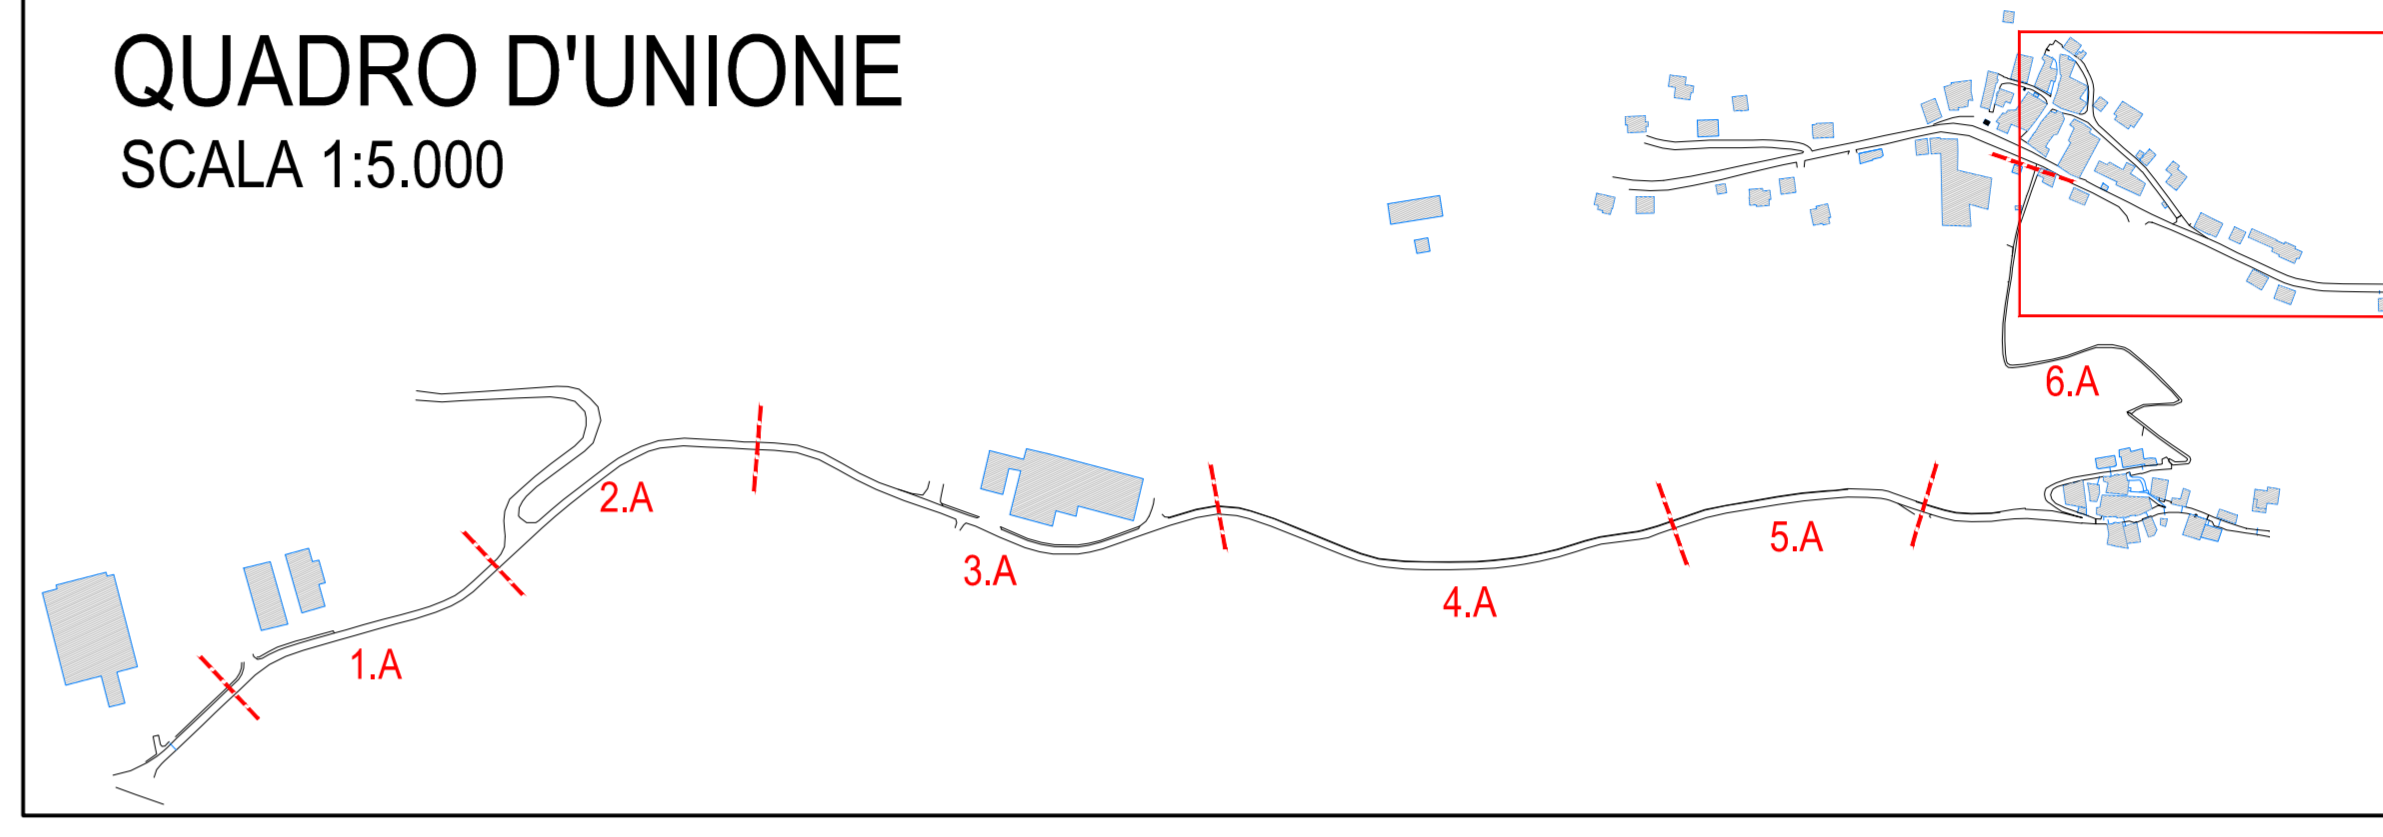 QUADRO D'UNIONE
SCALA 1:5.000
6.A
2.A
3.A
5.A
4.A
1.A